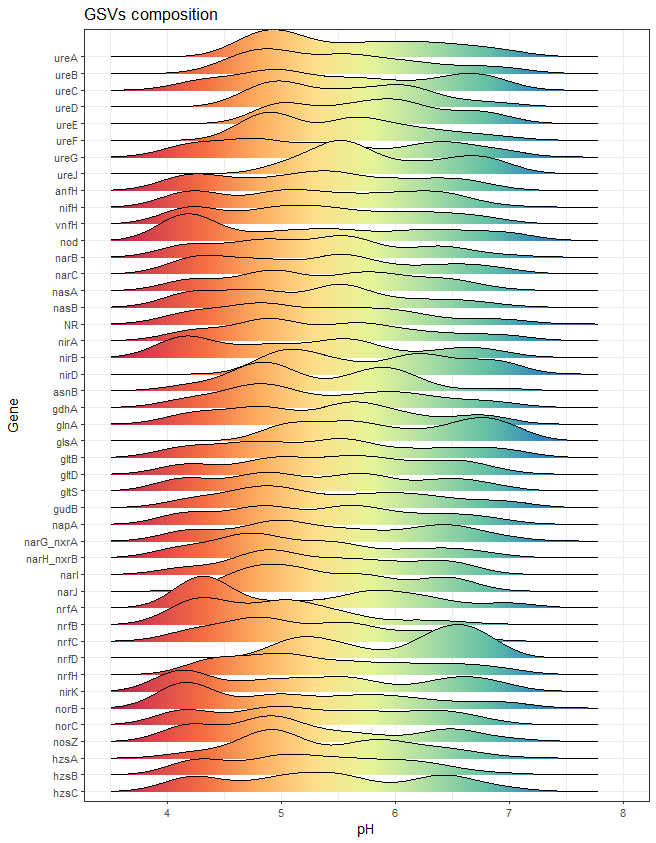 GSVs composition
Gene
ureA
ureB
ureC
ureD
ureE
ureF
ureG
ureJ
anfH
nifH
vnfH
nod
narB
narC
nasA
nasB
NR
nirA
nirB
nirD
asnB
gdhA
glnA
glsA
gltB
gltD
gltS
gudB
napA
narG_nxrA
narH_nxrB
narI
narJ
nrfA
nrfB
nrfC
nrfD
nrfH
nirK
norB
norC
nosZ
hzsA
hzsB
hzsC
4 5 6 7 8
pH